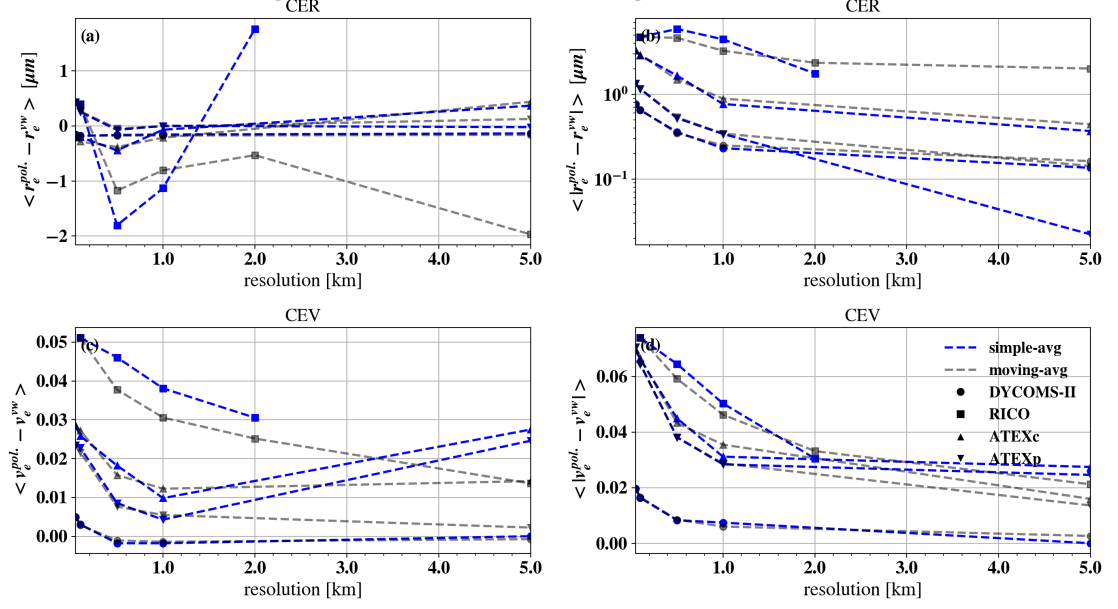 CER
(a)
1
0
−1
−2
1.0 2.0 3.0 4.0 5.0
resolution [km]
< r_e^{pol.} − r_e^{vw} > [μm]
CER
(b)
10^0
10^{−1}
1.0 2.0 3.0 4.0 5.0
resolution [km]
< |r_e^{pol.} − r_e^{vw}| > [μm]
CEV
(c)
0.05
0.04
0.03
0.02
0.01
0.00
1.0 2.0 3.0 4.0 5.0
resolution [km]
< v_e^{pol.} − v_e^{vw} >
CEV
(d)
0.06
0.04
0.02
0.00
1.0 2.0 3.0 4.0 5.0
resolution [km]
< |v_e^{pol.} − v_e^{vw}| >
simple-avg
moving-avg
DYCOMS-II
RICO
ATEXc
ATEXp